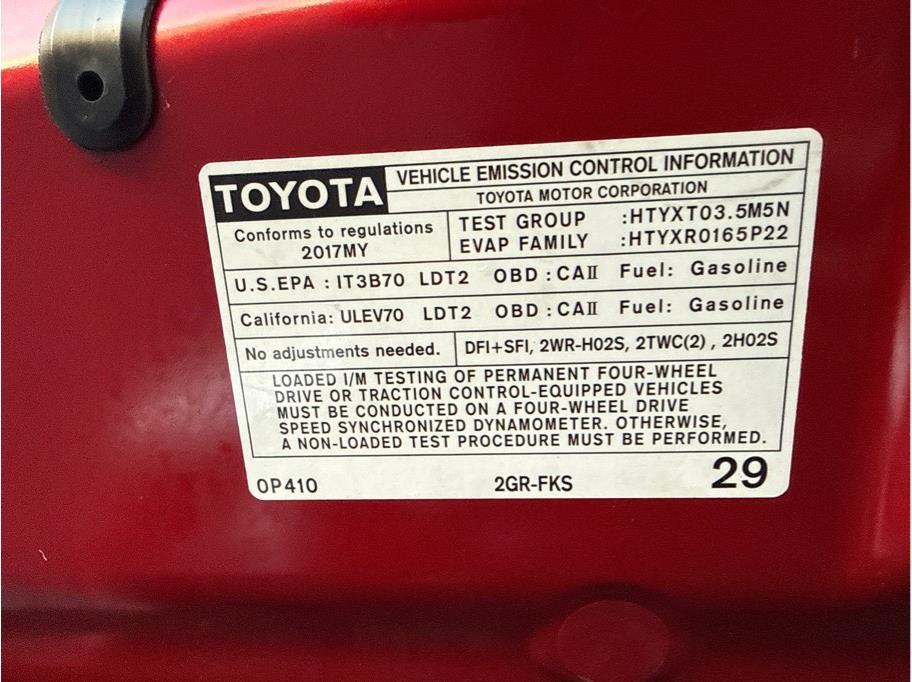 TOYOTA VEHICLE EMISSION CONTROL INFORMATION
TOYOTA MOTOR CORPORATION
Conforms to regulations
2017MY
TEST GROUP :HTYXT03.5M5N
EVAP FAMILY :HTYXR0165P22
U.S.EPA : IT3B70 LDT2 OBD : CAII Fuel: Gasoline
California: ULEV70 LDT2 OBD : CAII Fuel: Gasoline
No adjustments needed. DFI+SFI, 2WR-HO2S, 2TWC(2) , 2HO2S
LOADED I/M TESTING OF PERMANENT FOUR-WHEEL
DRIVE OR TRACTION CONTROL-EQUIPPED VEHICLES
MUST BE CONDUCTED ON A FOUR-WHEEL DRIVE
SPEED SYNCHRONIZED DYNAMOMETER. OTHERWISE,
A NON-LOADED TEST PROCEDURE MUST BE PERFORMED.
0P410 2GR-FKS 29